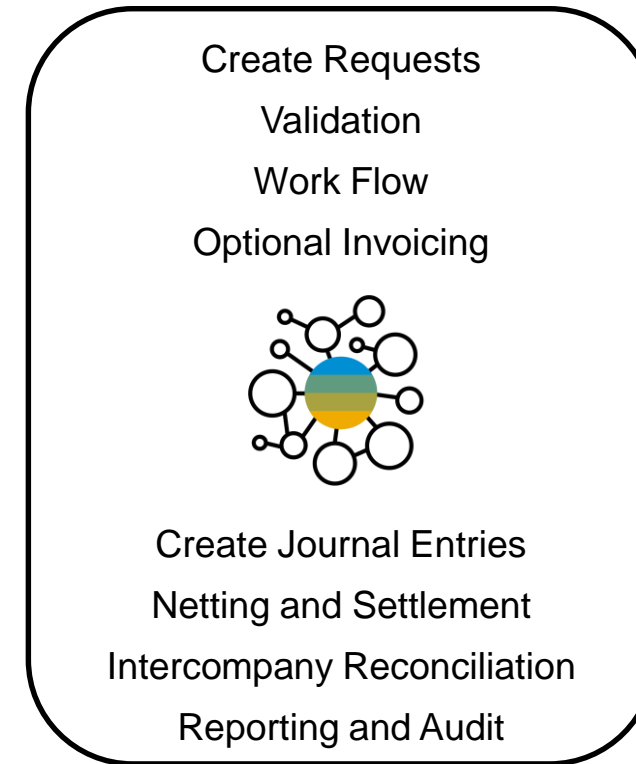 Create Requests
Validation
Work Flow
Optional Invoicing
Create Journal Entries
Netting and Settlement
Intercompany Reconciliation
Reporting and Audit